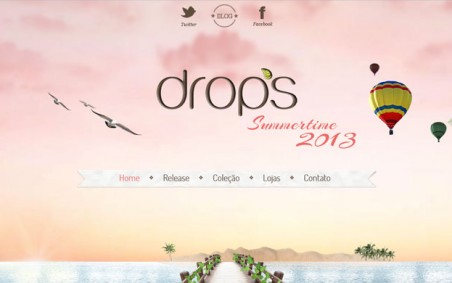 Twitter
BLOG
Facebook
drop's
Summertime
2013
Home Release Coleção Lojas Contato